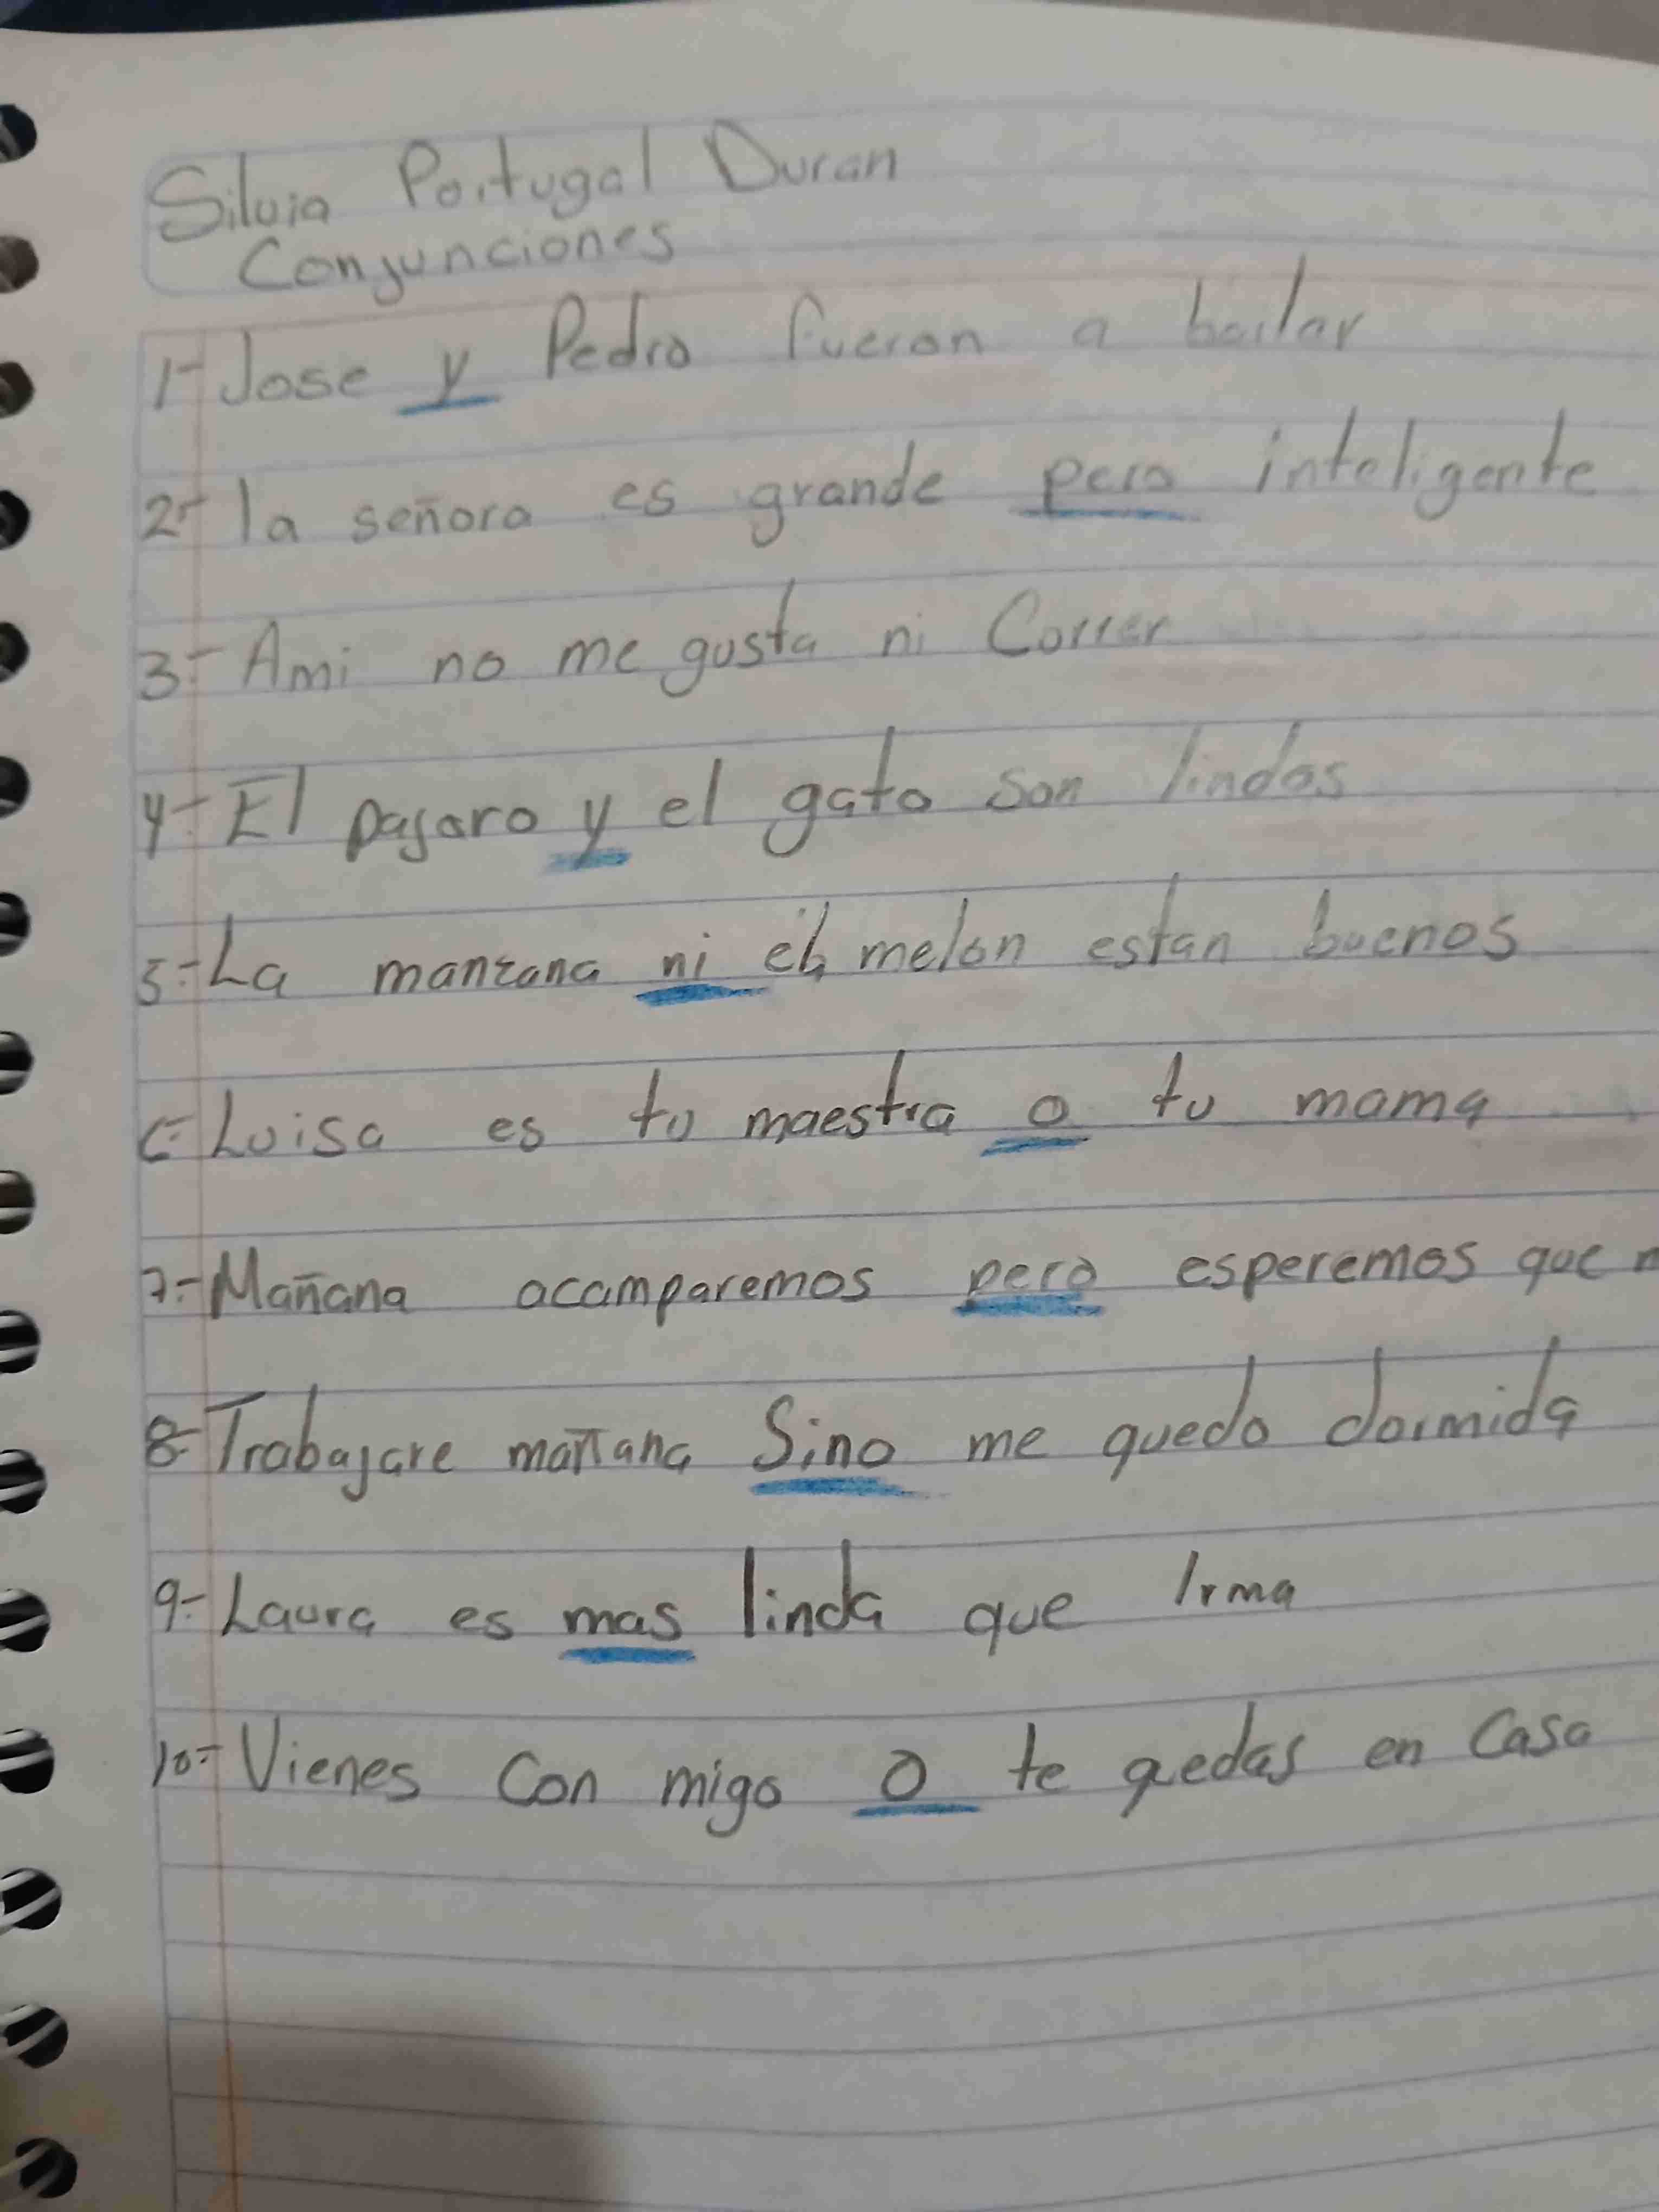 Silvia Portugal Duran
Conjunciones
1- Jose y Pedro fueron a bailar
2- la señora es grande pero inteligente
3- Ami no me gusta ni Correr
4- El pajaro y el gato son lindos
5- La manzana ni el melon estan buenos
6- Luisa es tu maestra o tu mama
7- Mañana acamparemos pero esperemos que
8- Trabajare mañana Sino me quedo dormida
9- Laura es mas linda que Irma
10- Vienes Con migo O te qedas en Casa